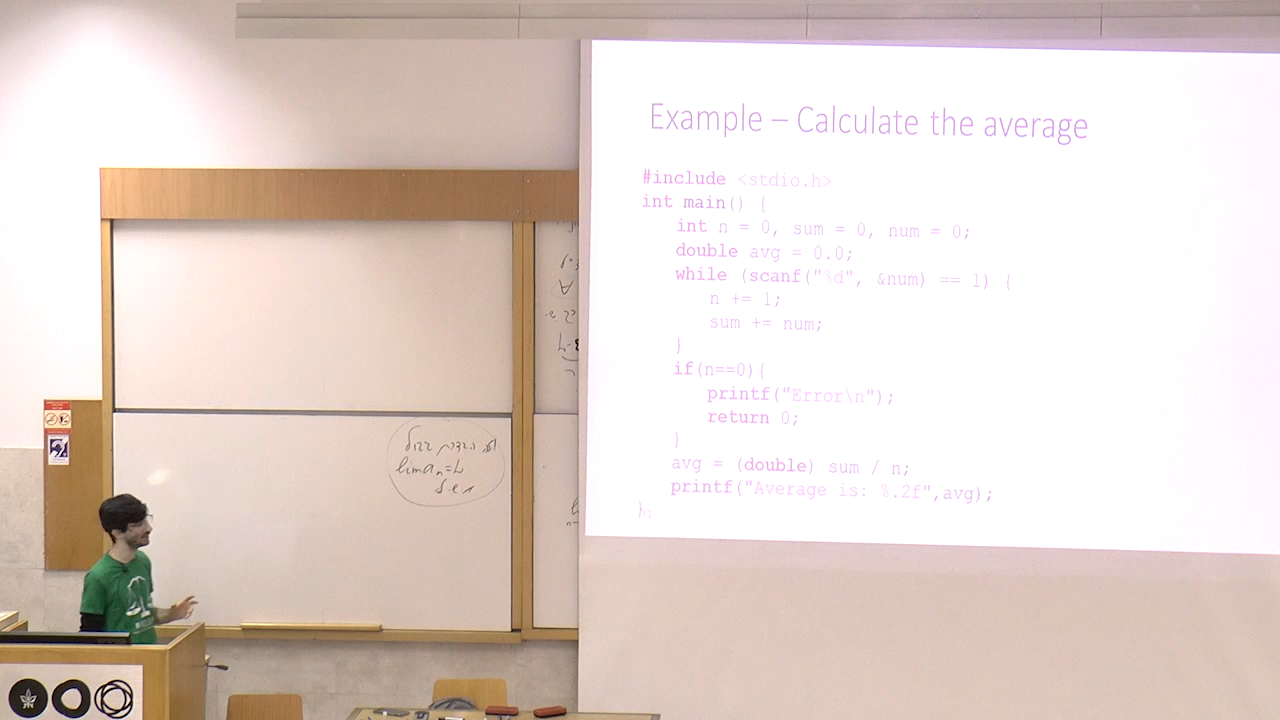 Example – Calculate the average
#include <stdio.h>
int main() {
int n = 0, sum = 0, num = 0;
double avg = 0.0;
while (scanf("%d", &num) == 1) {
n += 1;
sum += num;
}
if(n==0){
printf("Error\n");
return 0;
}
avg = (double) sum / n;
printf("Average is: %.2f",avg);
}
lim aₙ=L